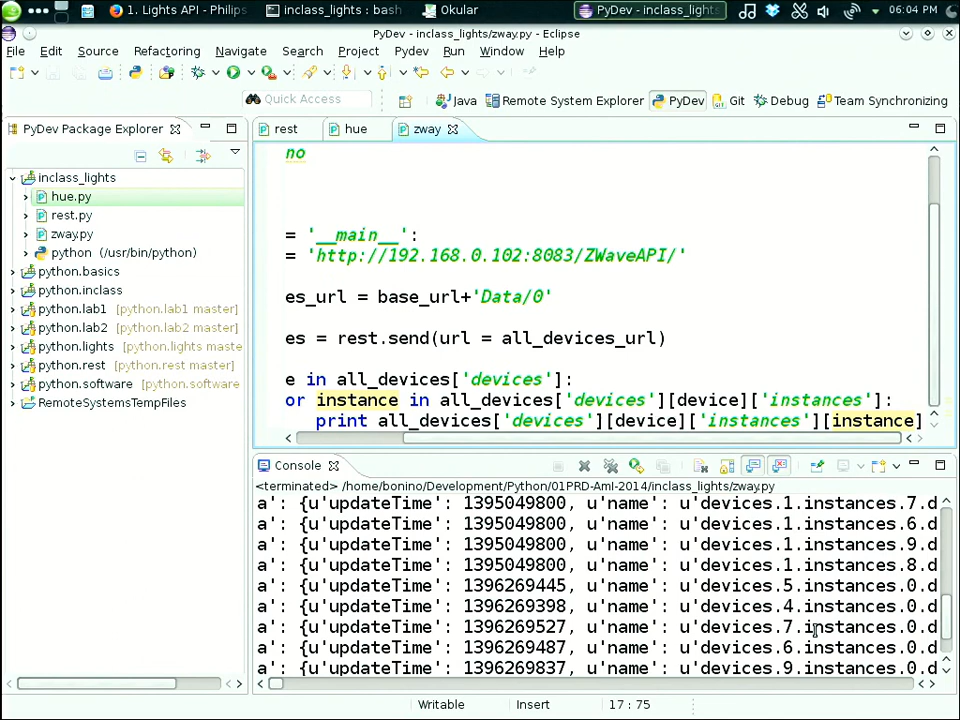 1. Lights API - Philips
inclass_lights : bash
Okular
PyDev - inclass_lights/
06:04 PM
PyDev - inclass_lights/zway.py - Eclipse
File Edit Source Refactoring Navigate Search Project Pydev Run Window Help
Quick Access
Java Remote System Explorer PyDev Git Debug Team Synchronizing
PyDev Package Explorer
rest hue zway
inclass_lights
hue.py
rest.py
zway.py
python (/usr/bin/python)
python.basics
python.inclass
python.lab1 [python.lab1 master]
python.lab2 [python.lab2 master]
python.lights [python.lights maste
python.rest [python.rest master]
python.software [python.software
RemoteSystemsTempFiles
no
= '__main__':
= 'http://192.168.0.102:8083/ZWaveAPI/'
es_url = base_url+'Data/0'
es = rest.send(url = all_devices_url)
e in all_devices['devices']:
or instance in all_devices['devices'][device]['instances']:
print all_devices['devices'][device]['instances'][instance]
Console
<terminated> /home/bonino/Development/Python/01PRD-AmI-2014/inclass_lights/zway.py
a': {u'updateTime': 1395049800, u'name': u'devices.1.instances.7.d
a': {u'updateTime': 1395049800, u'name': u'devices.1.instances.6.d
a': {u'updateTime': 1395049800, u'name': u'devices.1.instances.9.d
a': {u'updateTime': 1395049800, u'name': u'devices.1.instances.8.d
a': {u'updateTime': 1396269445, u'name': u'devices.5.instances.0.d
a': {u'updateTime': 1396269398, u'name': u'devices.4.instances.0.d
a': {u'updateTime': 1396269527, u'name': u'devices.7.instances.0.d
a': {u'updateTime': 1396269487, u'name': u'devices.6.instances.0.d
a': {u'updateTime': 1396269837, u'name': u'devices.9.instances.0.d
Writable Insert 17 : 75